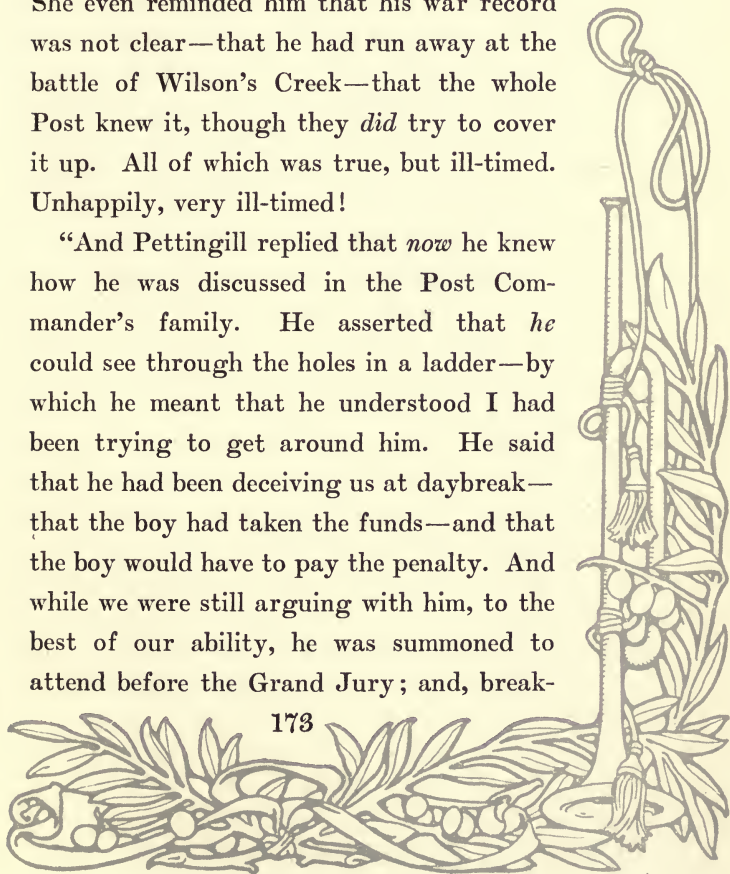 She even reminded him that his war record
was not clear—that he had run away at the
battle of Wilson's Creek—that the whole
Post knew it, though they did try to cover
it up. All of which was true, but ill-timed.
Unhappily, very ill-timed!
"And Pettingill replied that now he knew
how he was discussed in the Post Com-
mander's family. He asserted that he
could see through the holes in a ladder—by
which he meant that he understood I had
been trying to get around him. He said
that he had been deceiving us at daybreak—
that the boy had taken the funds—and that
the boy would have to pay the penalty. And
while we were still arguing with him, to the
best of our ability, he was summoned to
attend before the Grand Jury; and, break-
173